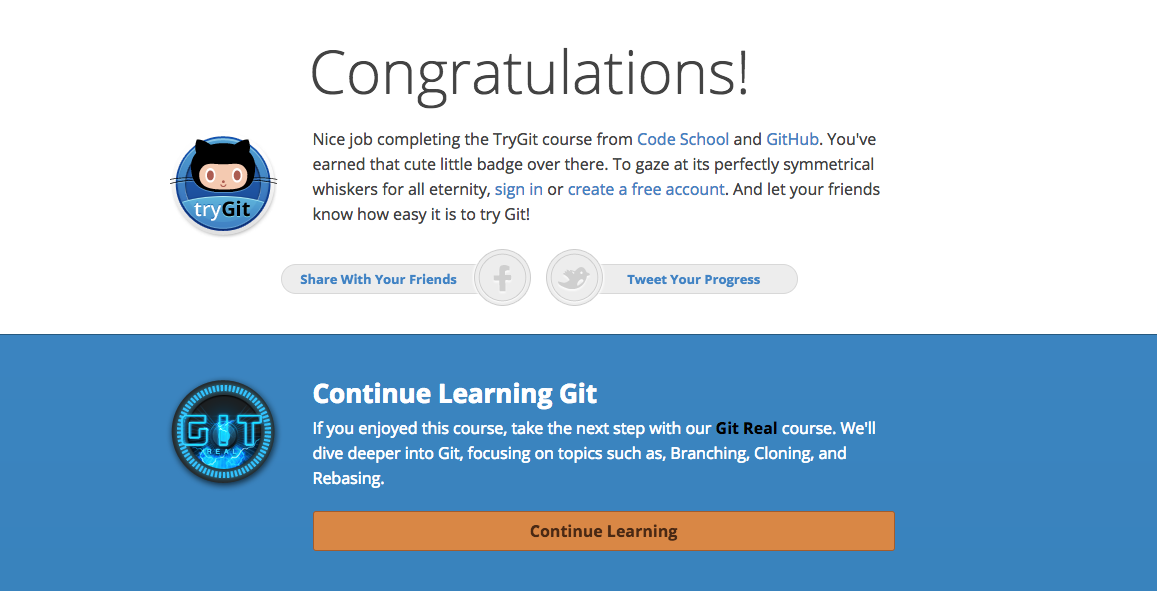 Congratulations!
Nice job completing the TryGit course from Code School and GitHub. You've
earned that cute little badge over there. To gaze at its perfectly symmetrical
whiskers for all eternity, sign in or create a free account. And let your friends
know how easy it is to try Git!
tryGit
Share With Your Friends
Tweet Your Progress
Continue Learning Git
If you enjoyed this course, take the next step with our Git Real course. We'll
dive deeper into Git, focusing on topics such as, Branching, Cloning, and
Rebasing.
GIT
REAL
Continue Learning